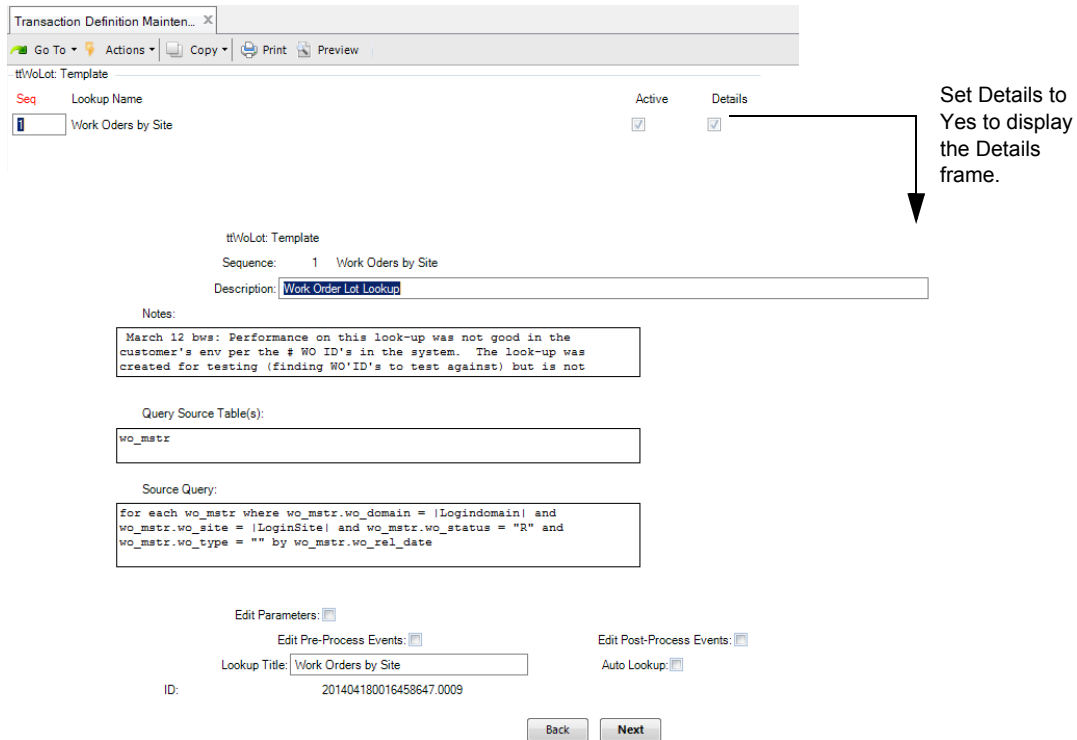 Transaction Definition Mainten...
Go To Actions Copy Print Preview
ttWoLot: Template
Seq Lookup Name Active Details
1 Work Oders by Site
Set Details to
Yes to display
the Details
frame.
ttWoLot: Template
Sequence: 1 Work Oders by Site
Description: Work Order Lot Lookup
Notes:
March 12 bws: Performance on this look-up was not good in the
customer's env per the # WO ID's in the system. The look-up was
created for testing (finding WO'ID's to test against) but is not
Query Source Table(s):
wo_mstr
Source Query:
for each wo_mstr where wo_mstr.wo_domain = |Logindomain| and
wo_mstr.wo_site = |LoginSite| and wo_mstr.wo_status = "R" and
wo_mstr.wo_type = "" by wo_mstr.wo_rel_date
Edit Parameters:
Edit Pre-Process Events: Edit Post-Process Events:
Lookup Title: Work Orders by Site Auto Lookup:
ID: 201404180016458647.0009
Back Next